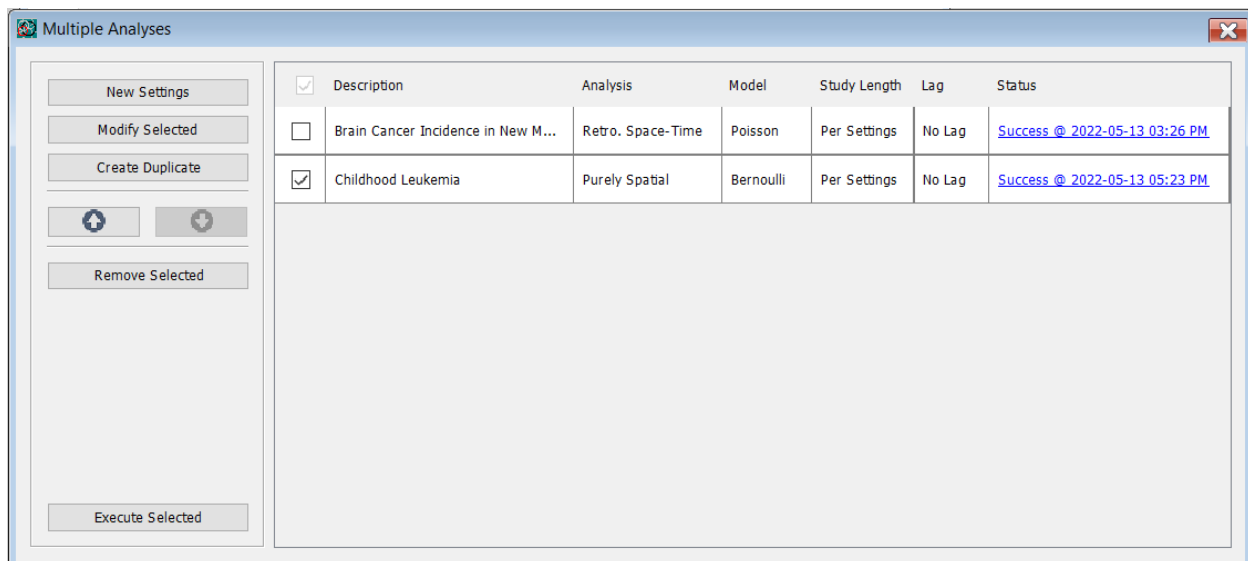 Multiple Analyses
New Settings
Modify Selected
Create Duplicate
Remove Selected
Execute Selected
Description Analysis Model Study Length Lag Status
Brain Cancer Incidence in New M... Retro. Space-Time Poisson Per Settings No Lag Success @ 2022-05-13 03:26 PM
Childhood Leukemia Purely Spatial Bernoulli Per Settings No Lag Success @ 2022-05-13 05:23 PM